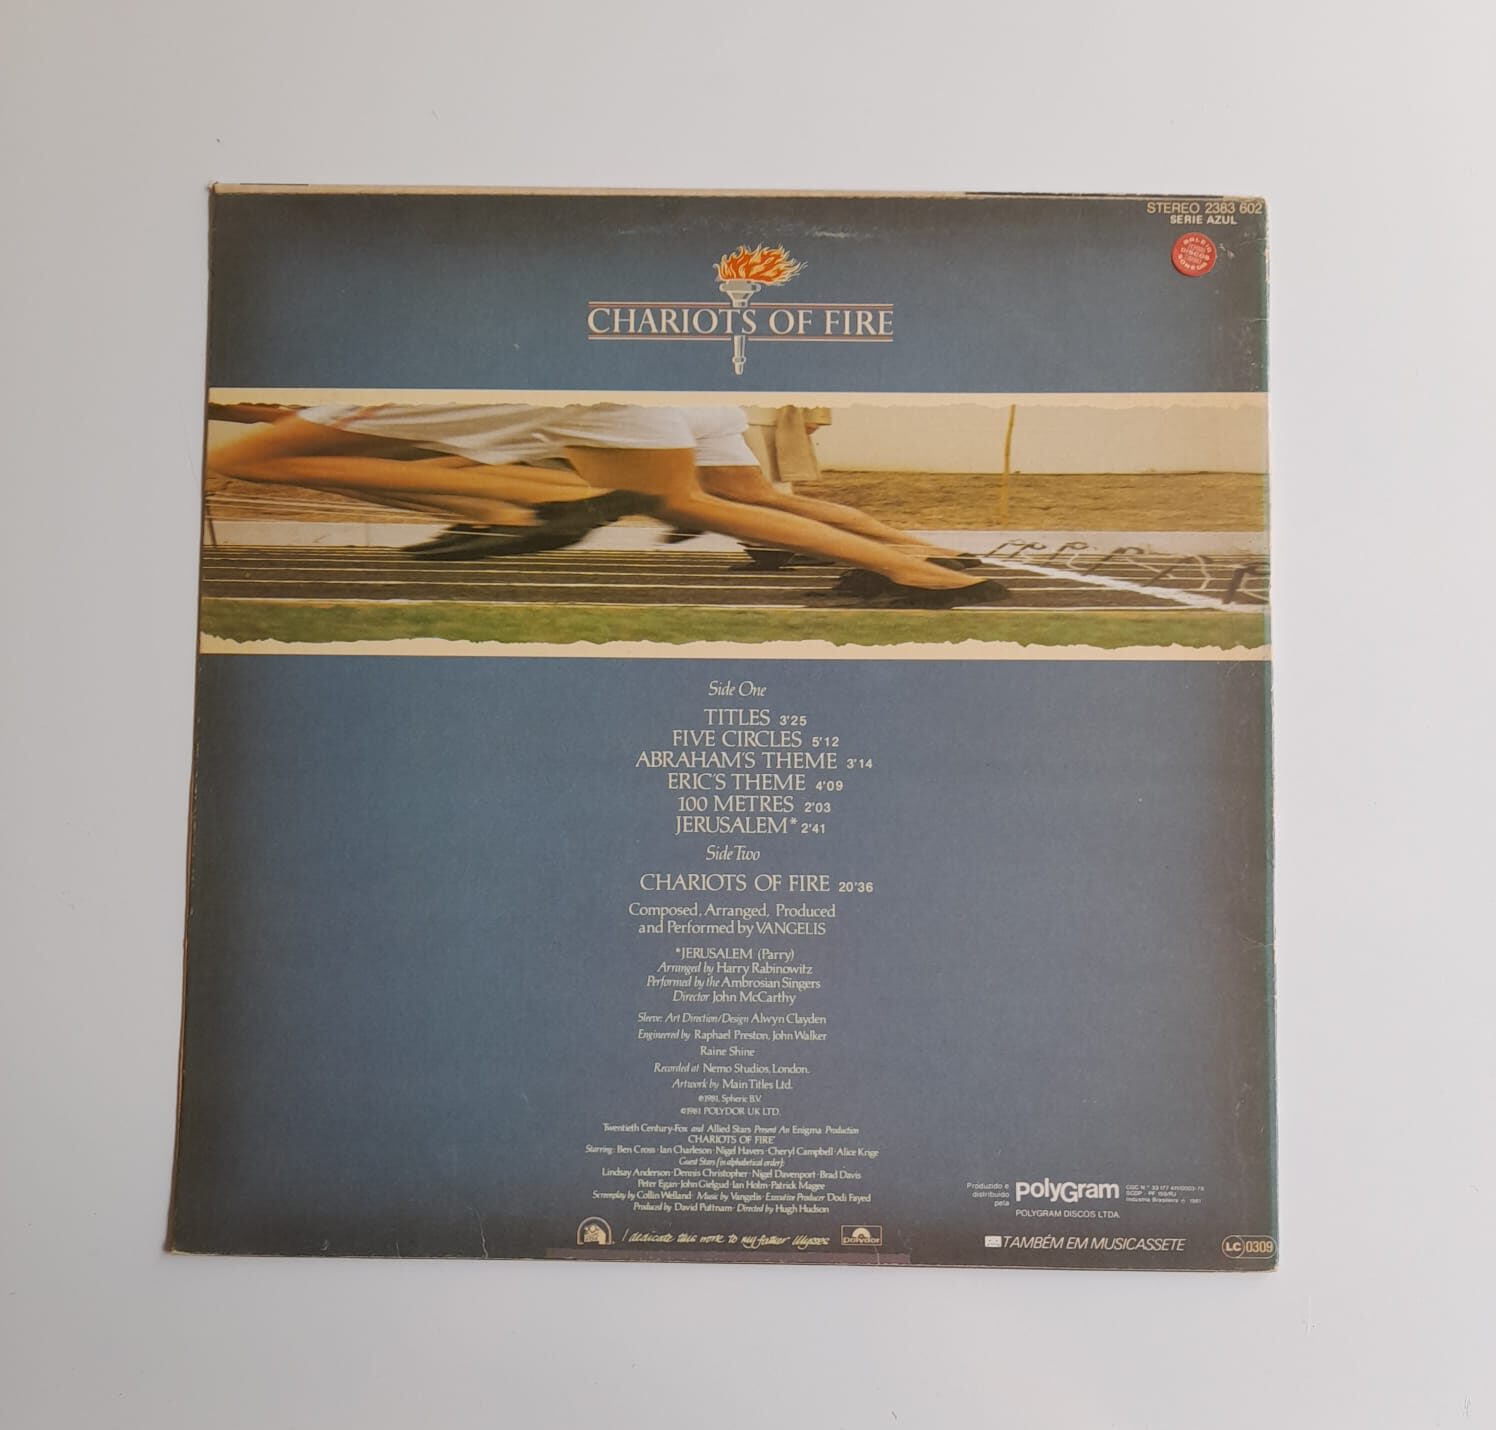 STEREO 2383 602
SERIE AZUL
DISCOS
CHARIOTS OF FIRE
Side One
TITLES 3'25
FIVE CIRCLES 5'12
ABRAHAM'S THEME 3'14
ERIC'S THEME 4'09
100 METRES 2'03
JERUSALEM* 2'41
Side Two
CHARIOTS OF FIRE 20'36
Composed, Arranged, Produced
and Performed by VANGELIS
*JERUSALEM (Parry)
Arranged by Harry Rabinowitz
Performed by the Ambrosian Singers
Director John McCarthy
Sleeve: Art Direction/Design Alwyn Clayden
Engineered by Raphael Preston, John Walker
Raine Shine
Recorded at Nemo Studios, London.
Artwork by Main Titles Ltd.
℗1981, Spheric B.V.
©1981 POLYDOR UK LTD.
Twentieth Century-Fox and Allied Stars Present An Enigma Production
CHARIOTS OF FIRE
Starring: Ben Cross · Ian Charleson · Nigel Havers · Cheryl Campbell · Alice Krige
Guest Stars (in alphabetical order):
Lindsay Anderson · Dennis Christopher · Nigel Davenport · Brad Davis
Peter Egan · John Gielgud · Ian Holm · Patrick Magee
Screenplay by Collin Welland · Music by Vangelis · Executive Producer Dodi Fayed
Produced by David Puttnam · Directed by Hugh Hudson
I dedicate this work to my father Ulysses
polydor
Produzido e
distribuido
pela
polyGram
Indústria Brasileira © 1981
POLYGRAM DISCOS LTDA.
TAMBÉM EM MUSICASSETE
LC 0309